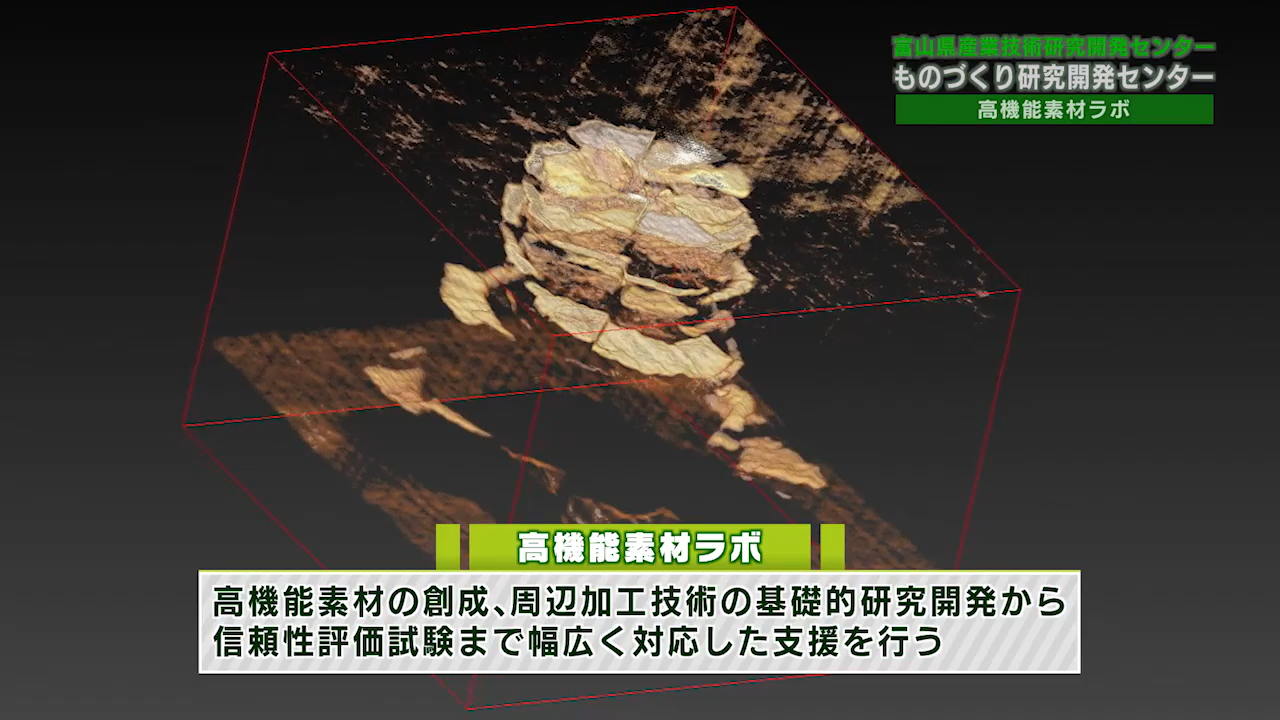 富山県産業技術研究開発センター
ものづくり研究開発センター
高機能素材ラボ
高機能素材ラボ
高機能素材の創成、周辺加工技術の基礎的研究開発から
信頼性評価試験まで幅広く対応した支援を行う